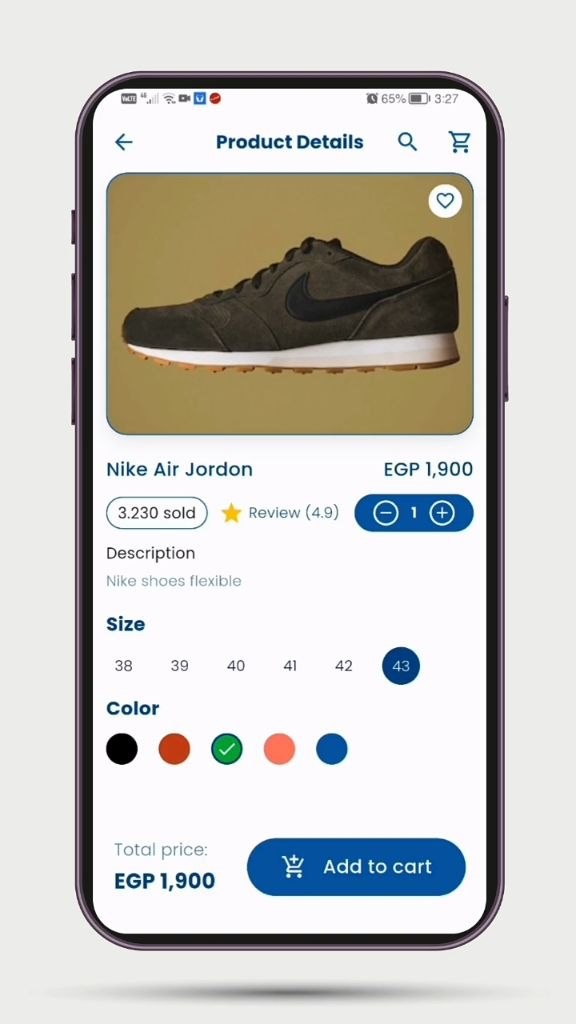 VoLTE 65% 3:27
Product Details
Nike Air Jordon EGP 1,900
3.230 sold Review (4.9) 1
Description
Nike shoes flexible
Size
38 39 40 41 42 43
Color
Total price:
EGP 1,900 Add to cart